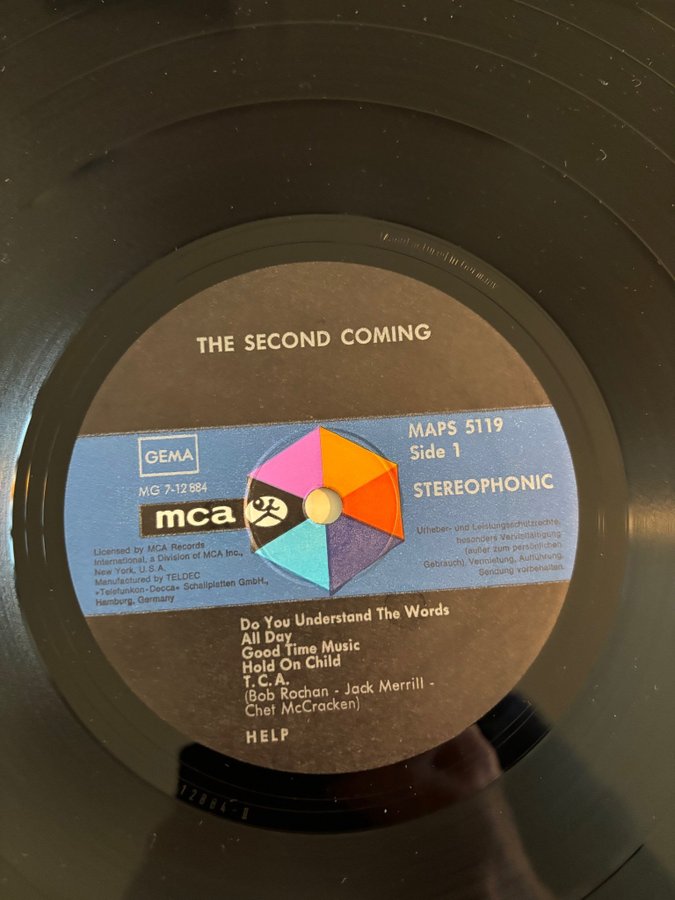 Manufactured in Germany
THE SECOND COMING
GEMA
MG 7-12 884
mca
MAPS 5119
Side 1
STEREOPHONIC
Licensed by MCA Records
International, a Division of MCA Inc.,
New York, U.S.A.
Manufactured by TELDEC
»Telefunken-Decca« Schallplatten GmbH.,
Hamburg, Germany
Urheber- und Leistungsschutzrechte,
besonders Vervielfältigung
(außer zum persönlichen
Gebrauch), Vermietung, Aufführung,
Sendung vorbehalten.
Do You Understand The Words
All Day
Good Time Music
Hold On Child
T. C. A.
(Bob Rochan - Jack Merrill -
Chet McCracken)
HELP